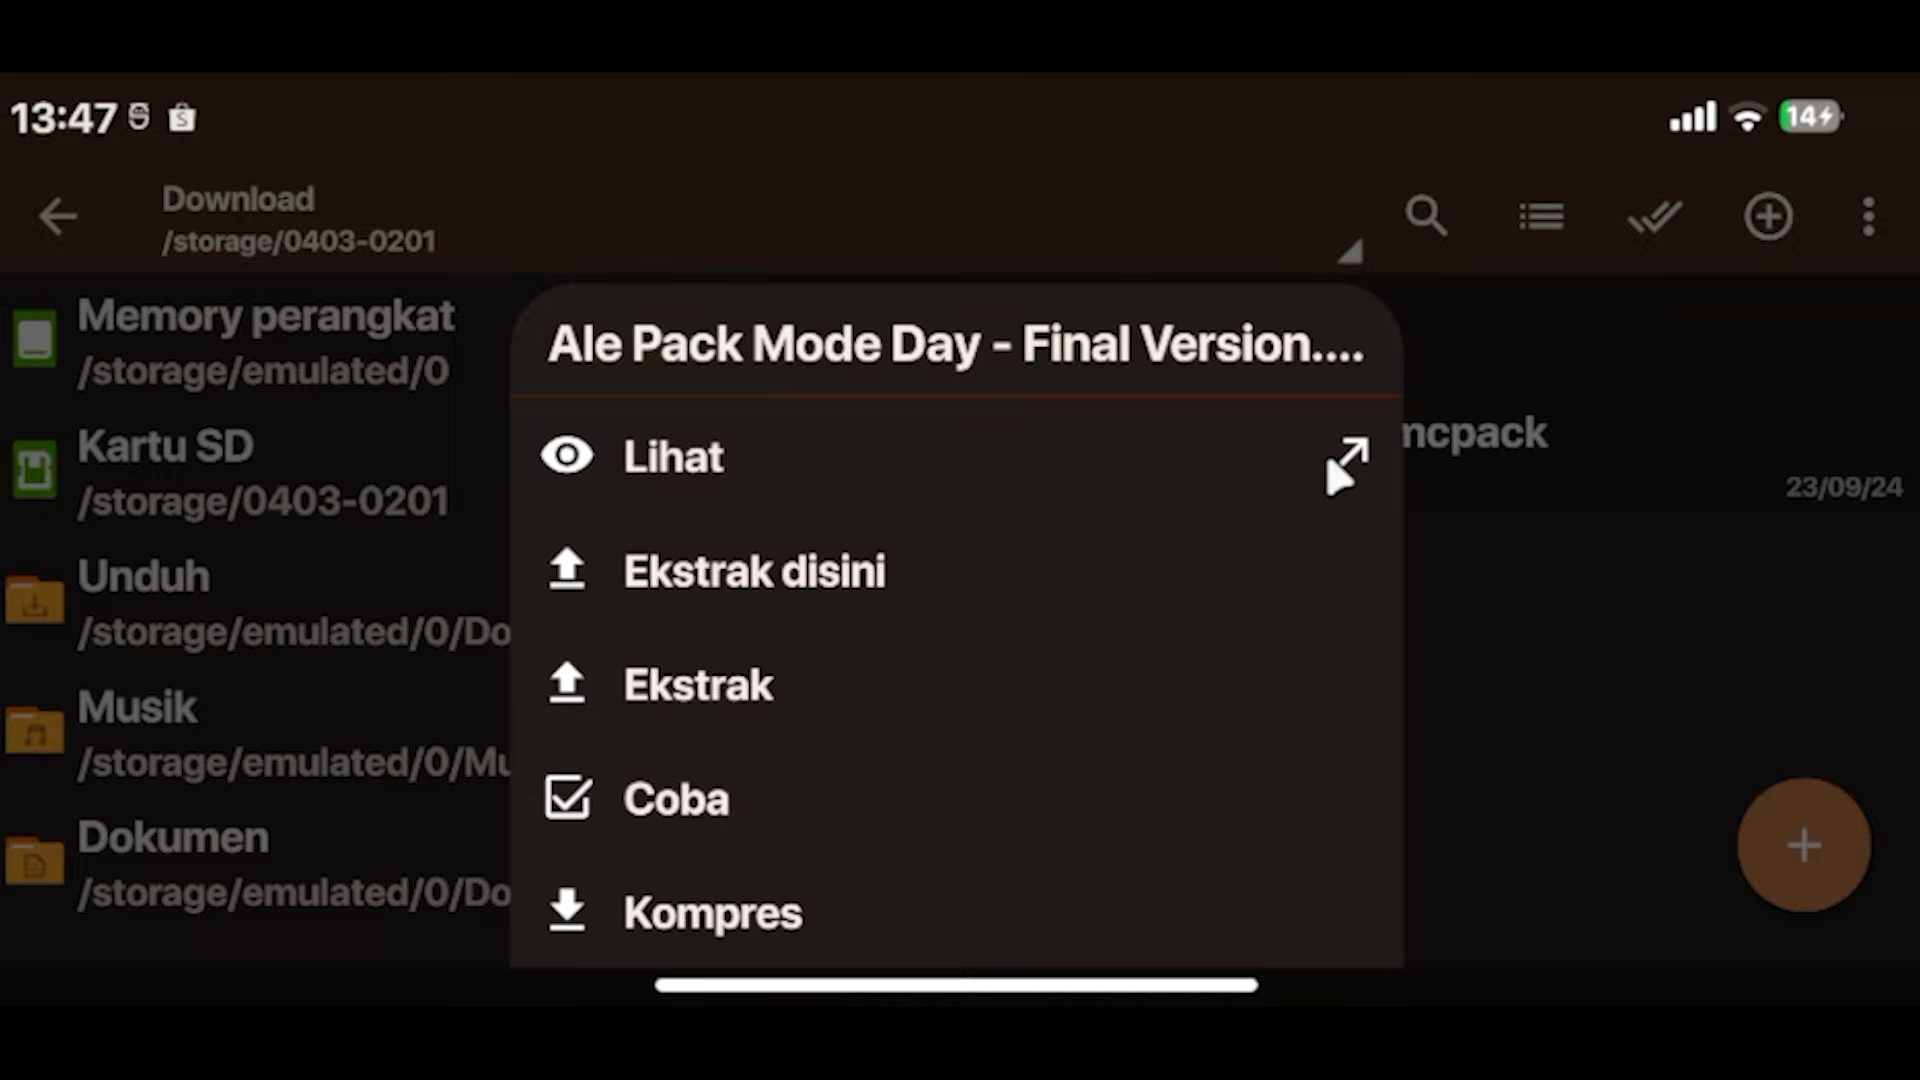 13:47
14
Download
/storage/0403-0201
Memory perangkat
/storage/emulated/0
Kartu SD
/storage/0403-0201
Unduh
/storage/emulated/0/Do
Musik
/storage/emulated/0/Mu
Dokumen
/storage/emulated/0/Do
Ale Pack Mode Day - Final Version....
Lihat
Ekstrak disini
Ekstrak
Coba
Kompres
mcpack
23/09/24